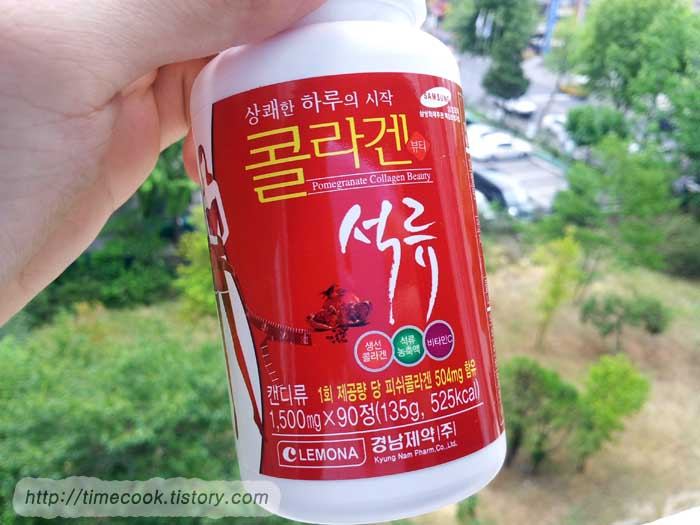 상쾌한 하루의 시작
SAMSUNG
콜라겐 뷰티
Pomegranate Collagen Beauty
석류
생선
콜라겐
석류
농축액
비타민C
캔디류 1회 제공량 당 피쉬콜라겐 504mg 함유
1,500mg×90정(135g, 525kcal)
LEMONA 경남제약(주)
Kyung Nam Pharm.Co.,Ltd.
http://timecook.tistory.com